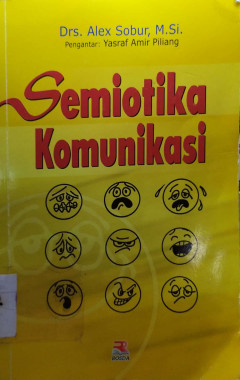 Drs. Alex Sobur, M.Si.
Pengantar: Yasraf Amir Piliang
Semiotika
Komunikasi